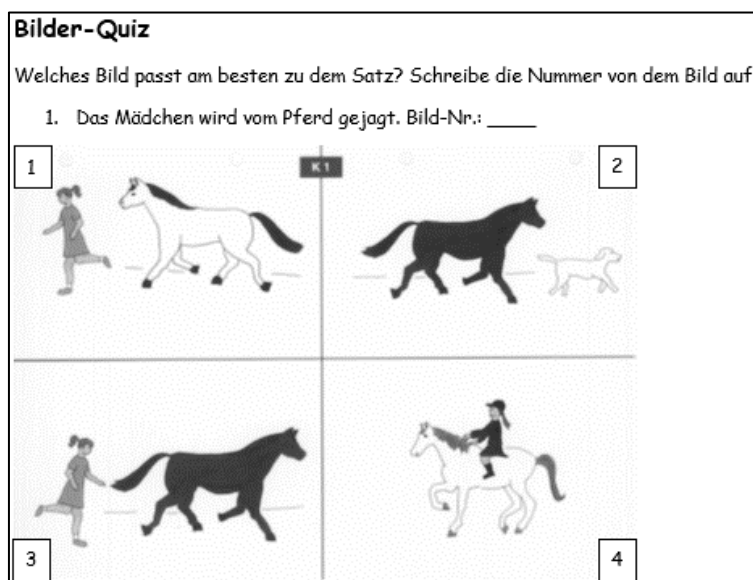 Bilder-Quiz
Welches Bild passt am besten zu dem Satz? Schreibe die Nummer von dem Bild auf
1. Das Mädchen wird vom Pferd gejagt. Bild-Nr.: ____
1
K1
2
3
4